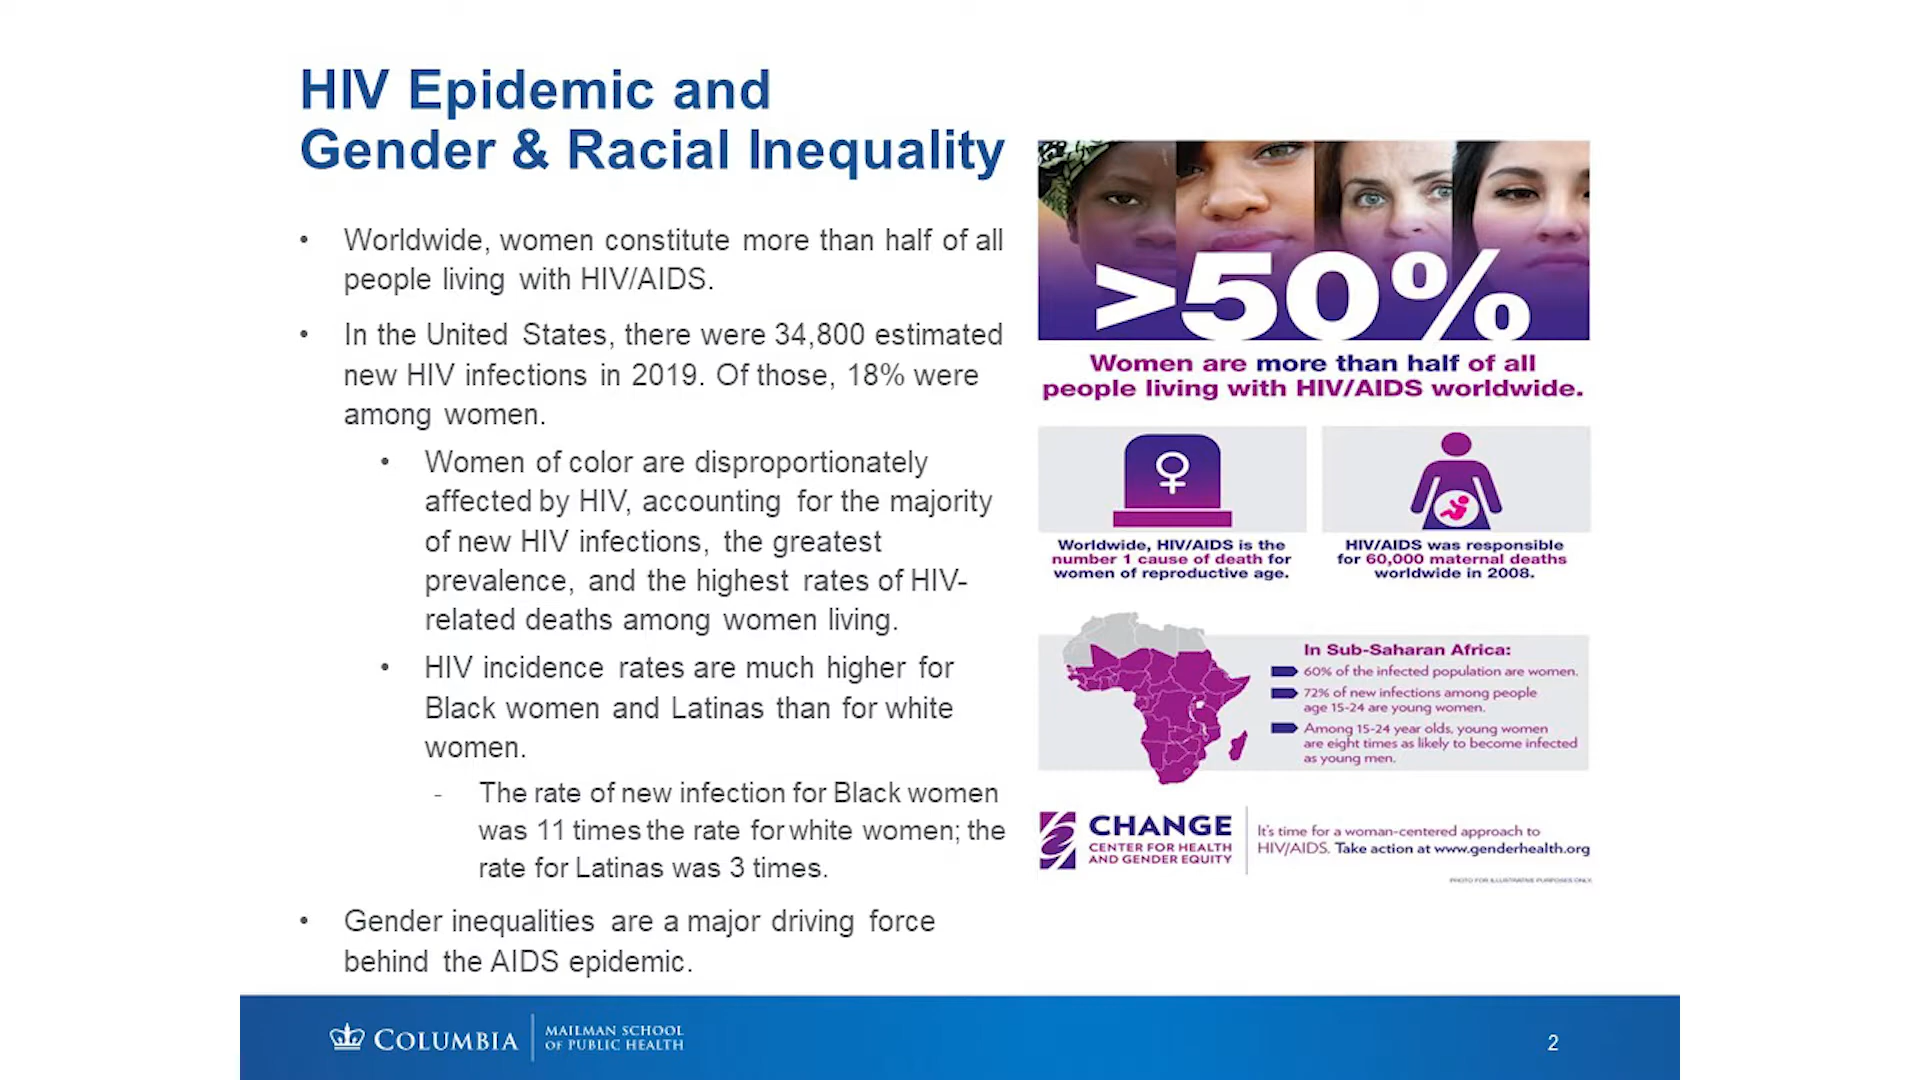 HIV Epidemic and
Gender & Racial Inequality
• Worldwide, women constitute more than half of all
people living with HIV/AIDS.
• In the United States, there were 34,800 estimated
new HIV infections in 2019. Of those, 18% were
among women.
• Women of color are disproportionately
affected by HIV, accounting for the majority
of new HIV infections, the greatest
prevalence, and the highest rates of HIV-
related deaths among women living.
• HIV incidence rates are much higher for
Black women and Latinas than for white
women.
- The rate of new infection for Black women
was 11 times the rate for white women; the
rate for Latinas was 3 times.
• Gender inequalities are a major driving force
behind the AIDS epidemic.
>50%
Women are more than half of all
people living with HIV/AIDS worldwide.
Worldwide, HIV/AIDS is the
number 1 cause of death for
women of reproductive age.
HIV/AIDS was responsible
for 60,000 maternal deaths
worldwide in 2008.
In Sub-Saharan Africa:
60% of the infected population are women.
72% of new infections among people
age 15-24 are young women.
Among 15-24 year olds, young women
are eight times as likely to become infected
as young men.
CHANGE
CENTER FOR HEALTH
AND GENDER EQUITY
It's time for a woman-centered approach to
HIV/AIDS. Take action at www.genderhealth.org
PHOTO FOR ILLUSTRATIVE PURPOSES ONLY.
COLUMBIA
MAILMAN SCHOOL
OF PUBLIC HEALTH
2